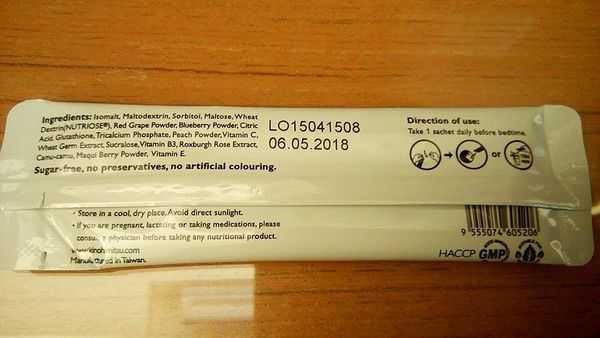 Ingredients: Isomalt, Maltodextrin, Sorbitol, Maltose, Wheat
Dextrin(NUTRIOSE®), Red Grape Powder, Blueberry Powder, Citric
Acid, Glutathione, Tricalcium Phosphate, Peach Powder, Vitamin C,
Wheat Germ Extract, Sucralose, Vitamin B3, Roxburgh Rose Extract,
Camu-camu, Maqui Berry Powder, Vitamin E.
Sugar-free, no preservatives, no artificial colouring.
LO15041508
06.05.2018
Direction of use:
Take 1 sachet daily before bedtime.
or
• Store in a cool, dry place. Avoid direct sunlight.
• If you are pregnant, lactating or taking medications, please
consult a physician before taking any nutritional product.
www.kinohimitsu.com
Manufactured in Taiwan.
9 555074 605206
HACCP GMP